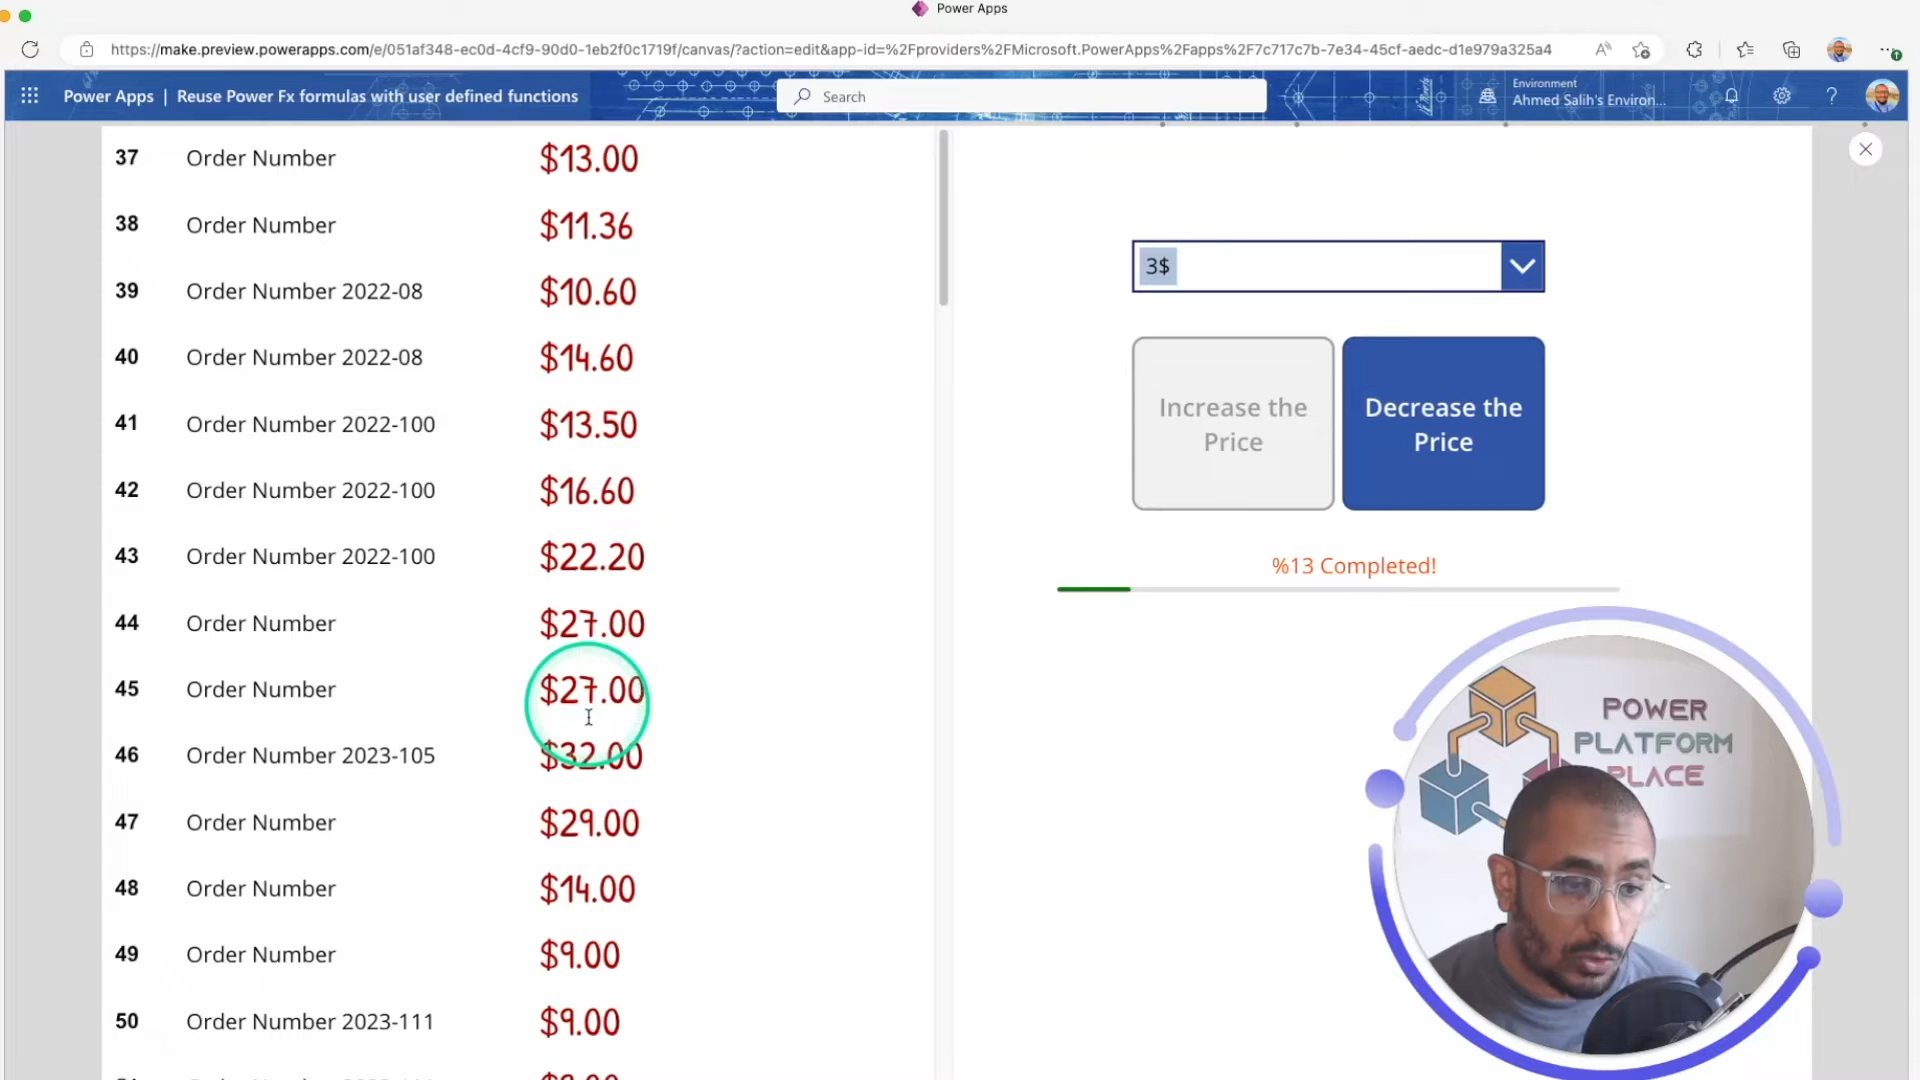 Power Apps
https://make.preview.powerapps.com/e/051af348-ec0d-4cf9-90d0-1eb2f0c1719f/canvas/?action=edit&app-id=%2Fproviders%2FMicrosoft.PowerApps%2Fapps%2F7c717c7b-7e34-45cf-aedc-d1e979a325a4
Power Apps | Reuse Power Fx formulas with user defined functions
Search
Environment
Ahmed Salih's Environ...
37 Order Number $13.00
38 Order Number $11.36
39 Order Number 2022-08 $10.60
40 Order Number 2022-08 $14.60
41 Order Number 2022-100 $13.50
42 Order Number 2022-100 $16.60
43 Order Number 2022-100 $22.20
44 Order Number $27.00
45 Order Number $27.00
46 Order Number 2023-105 $32.00
47 Order Number $29.00
48 Order Number $14.00
49 Order Number $9.00
50 Order Number 2023-111 $9.00
3$
Increase the
Price
Decrease the
Price
%13 Completed!
POWER
PLATFORM
PLACE